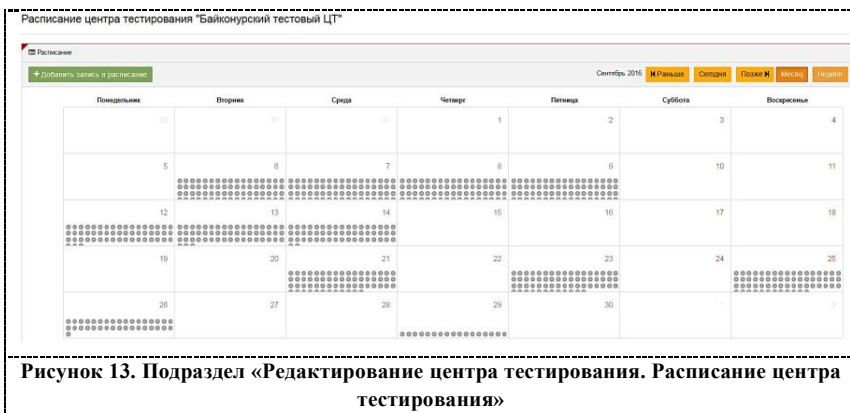 Расписание центра тестирования "Байконурский тестовый ЦТ"
Расписание
+ Добавить запись в расписание
Сентябрь 2016 Раньше Сегодня Позже Месяц Неделя
Понедельник Вторник Среда Четверг Пятница Суббота Воскресенье
1 2 3 4
5 6 7 8 9 10 11
12 13 14 15 16 17 18
19 20 21 22 23 24 25
26 27 28 29 30
Рисунок 13. Подраздел «Редактирование центра тестирования. Расписание центра
тестирования»